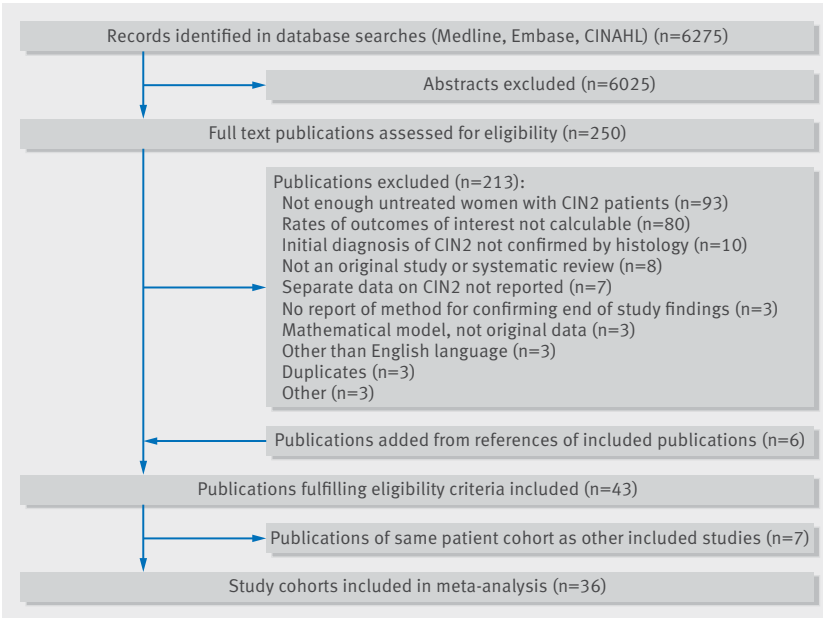 Records identified in database searches (Medline, Embase, CINAHL) (n=6275)
Abstracts excluded (n=6025)
Full text publications assessed for eligibility (n=250)
Publications excluded (n=213):
Not enough untreated women with CIN2 patients (n=93)
Rates of outcomes of interest not calculable (n=80)
Initial diagnosis of CIN2 not confirmed by histology (n=10)
Not an original study or systematic review (n=8)
Separate data on CIN2 not reported (n=7)
No report of method for confirming end of study findings (n=3)
Mathematical model, not original data (n=3)
Other than English language (n=3)
Duplicates (n=3)
Other (n=3)
Publications added from references of included publications (n=6)
Publications fulfilling eligibility criteria included (n=43)
Publications of same patient cohort as other included studies (n=7)
Study cohorts included in meta-analysis (n=36)